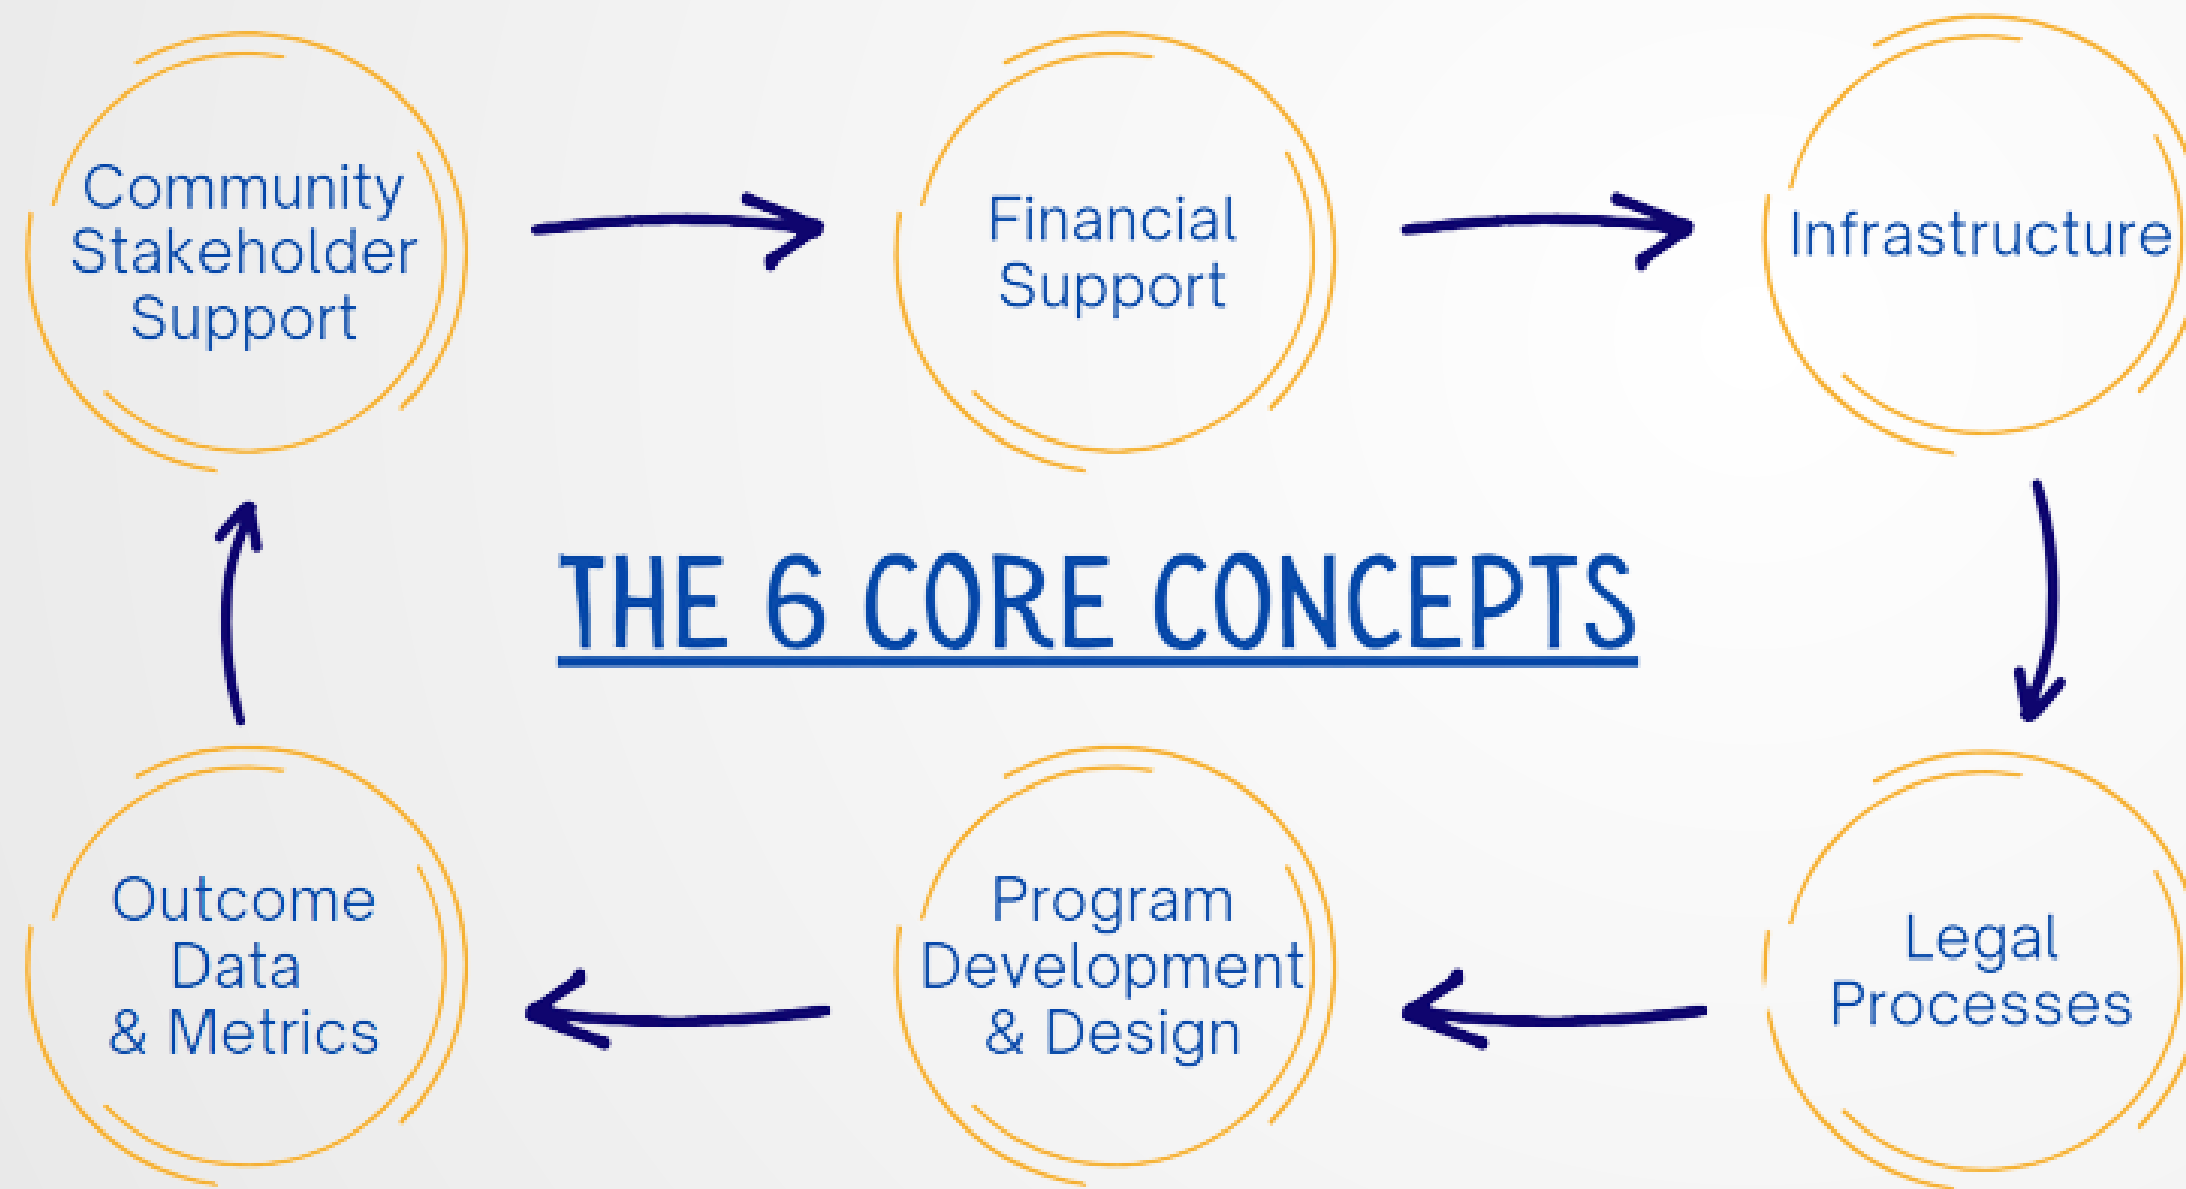 Community
Stakeholder
Support
Financial
Support
Infrastructure
THE 6 CORE CONCEPTS
Outcome
Data
& Metrics
Program
Development
& Design
Legal
Processes